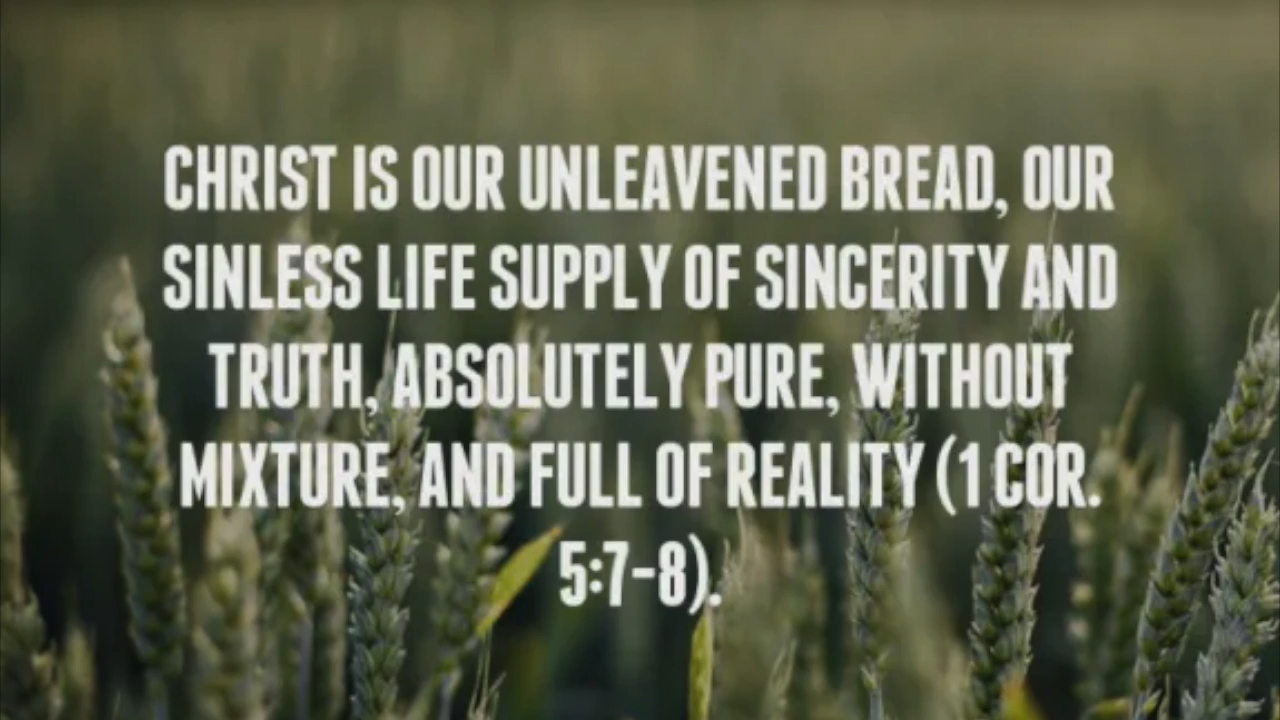 CHRIST IS OUR UNLEAVENED BREAD, OUR
SINLESS LIFE SUPPLY OF SINCERITY AND
TRUTH, ABSOLUTELY PURE, WITHOUT
MIXTURE, AND FULL OF REALITY (1 COR.
5:7-8).